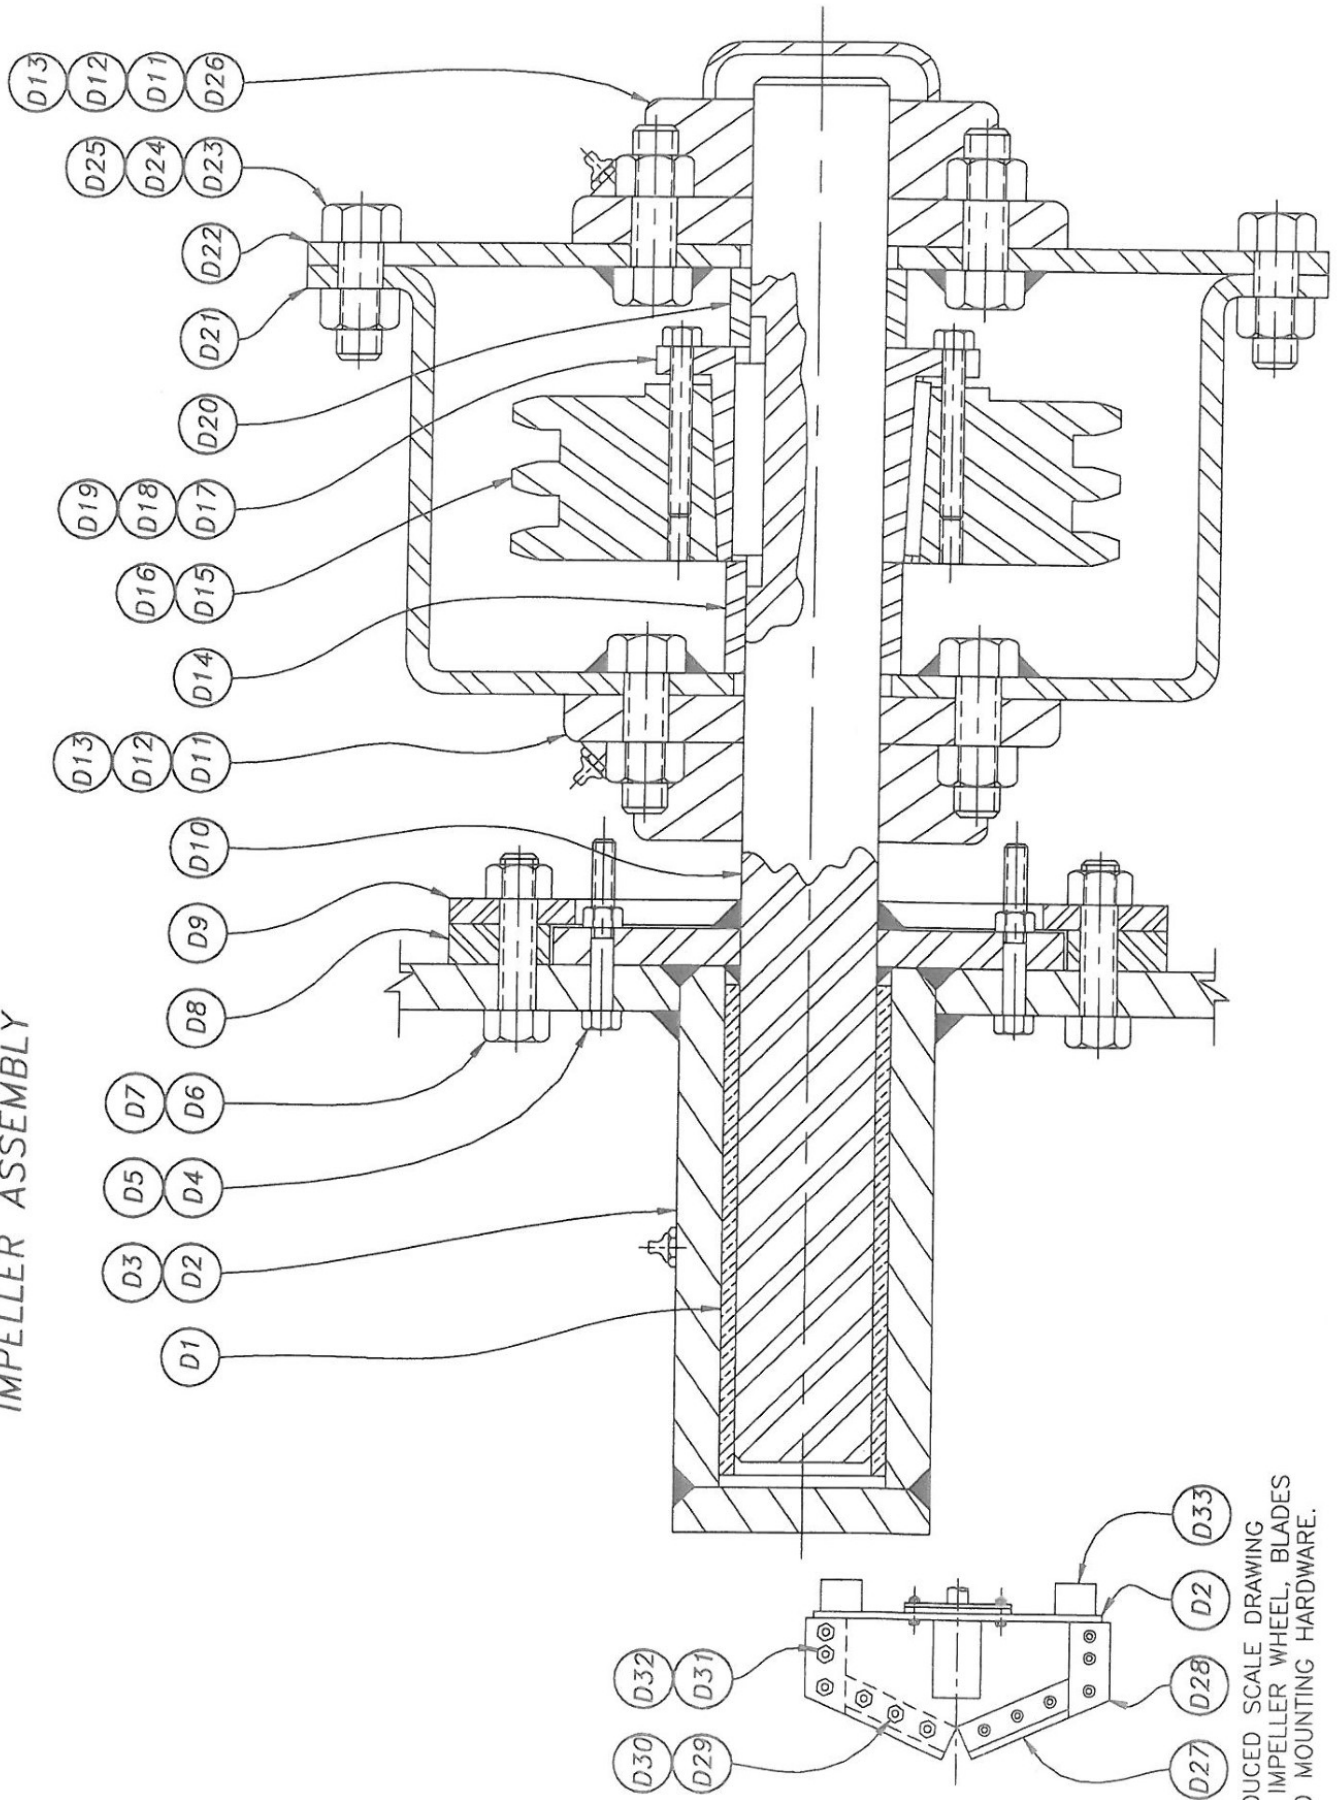 IMPELLER ASSEMBLY
D1
D3 D2
D5 D4
D7 D6
D8
D9
D10
D13 D12 D11
D14
D16 D15
D19 D18 D17
D20
D21
D22
D25 D24 D23
D13 D12 D11 D26
D30 D29
D32 D31
D27
D28
D2
D33
SCALE DRAWING
IMPELLER WHEEL, BLADES
MOUNTING HARDWARE.